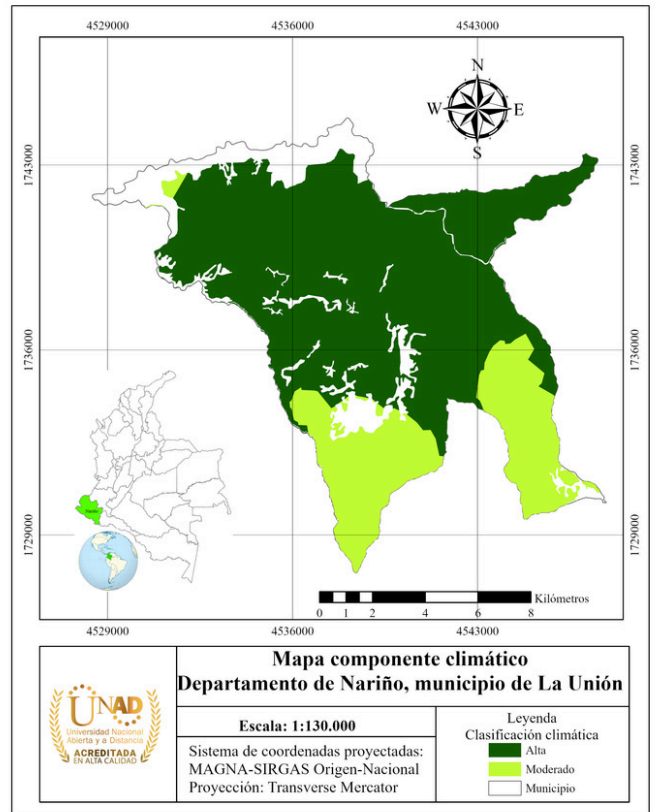 4529000 4536000 4543000
N
W E
S
1743000 1743000
1736000 1736000
Nariño
1729000 1729000
Kilómetros
0 1 2 4 6 8
4529000 4536000 4543000
Mapa componente climático
Departamento de Nariño, municipio de La Unión
UNAD
Universidad Nacional
Abierta y a Distancia
ACREDITADA
EN ALTA CALIDAD
Escala: 1:130.000
Sistema de coordenadas proyectadas:
MAGNA-SIRGAS Origen-Nacional
Proyección: Transverse Mercator
Leyenda
Clasificación climática
Alta
Moderado
Municipio